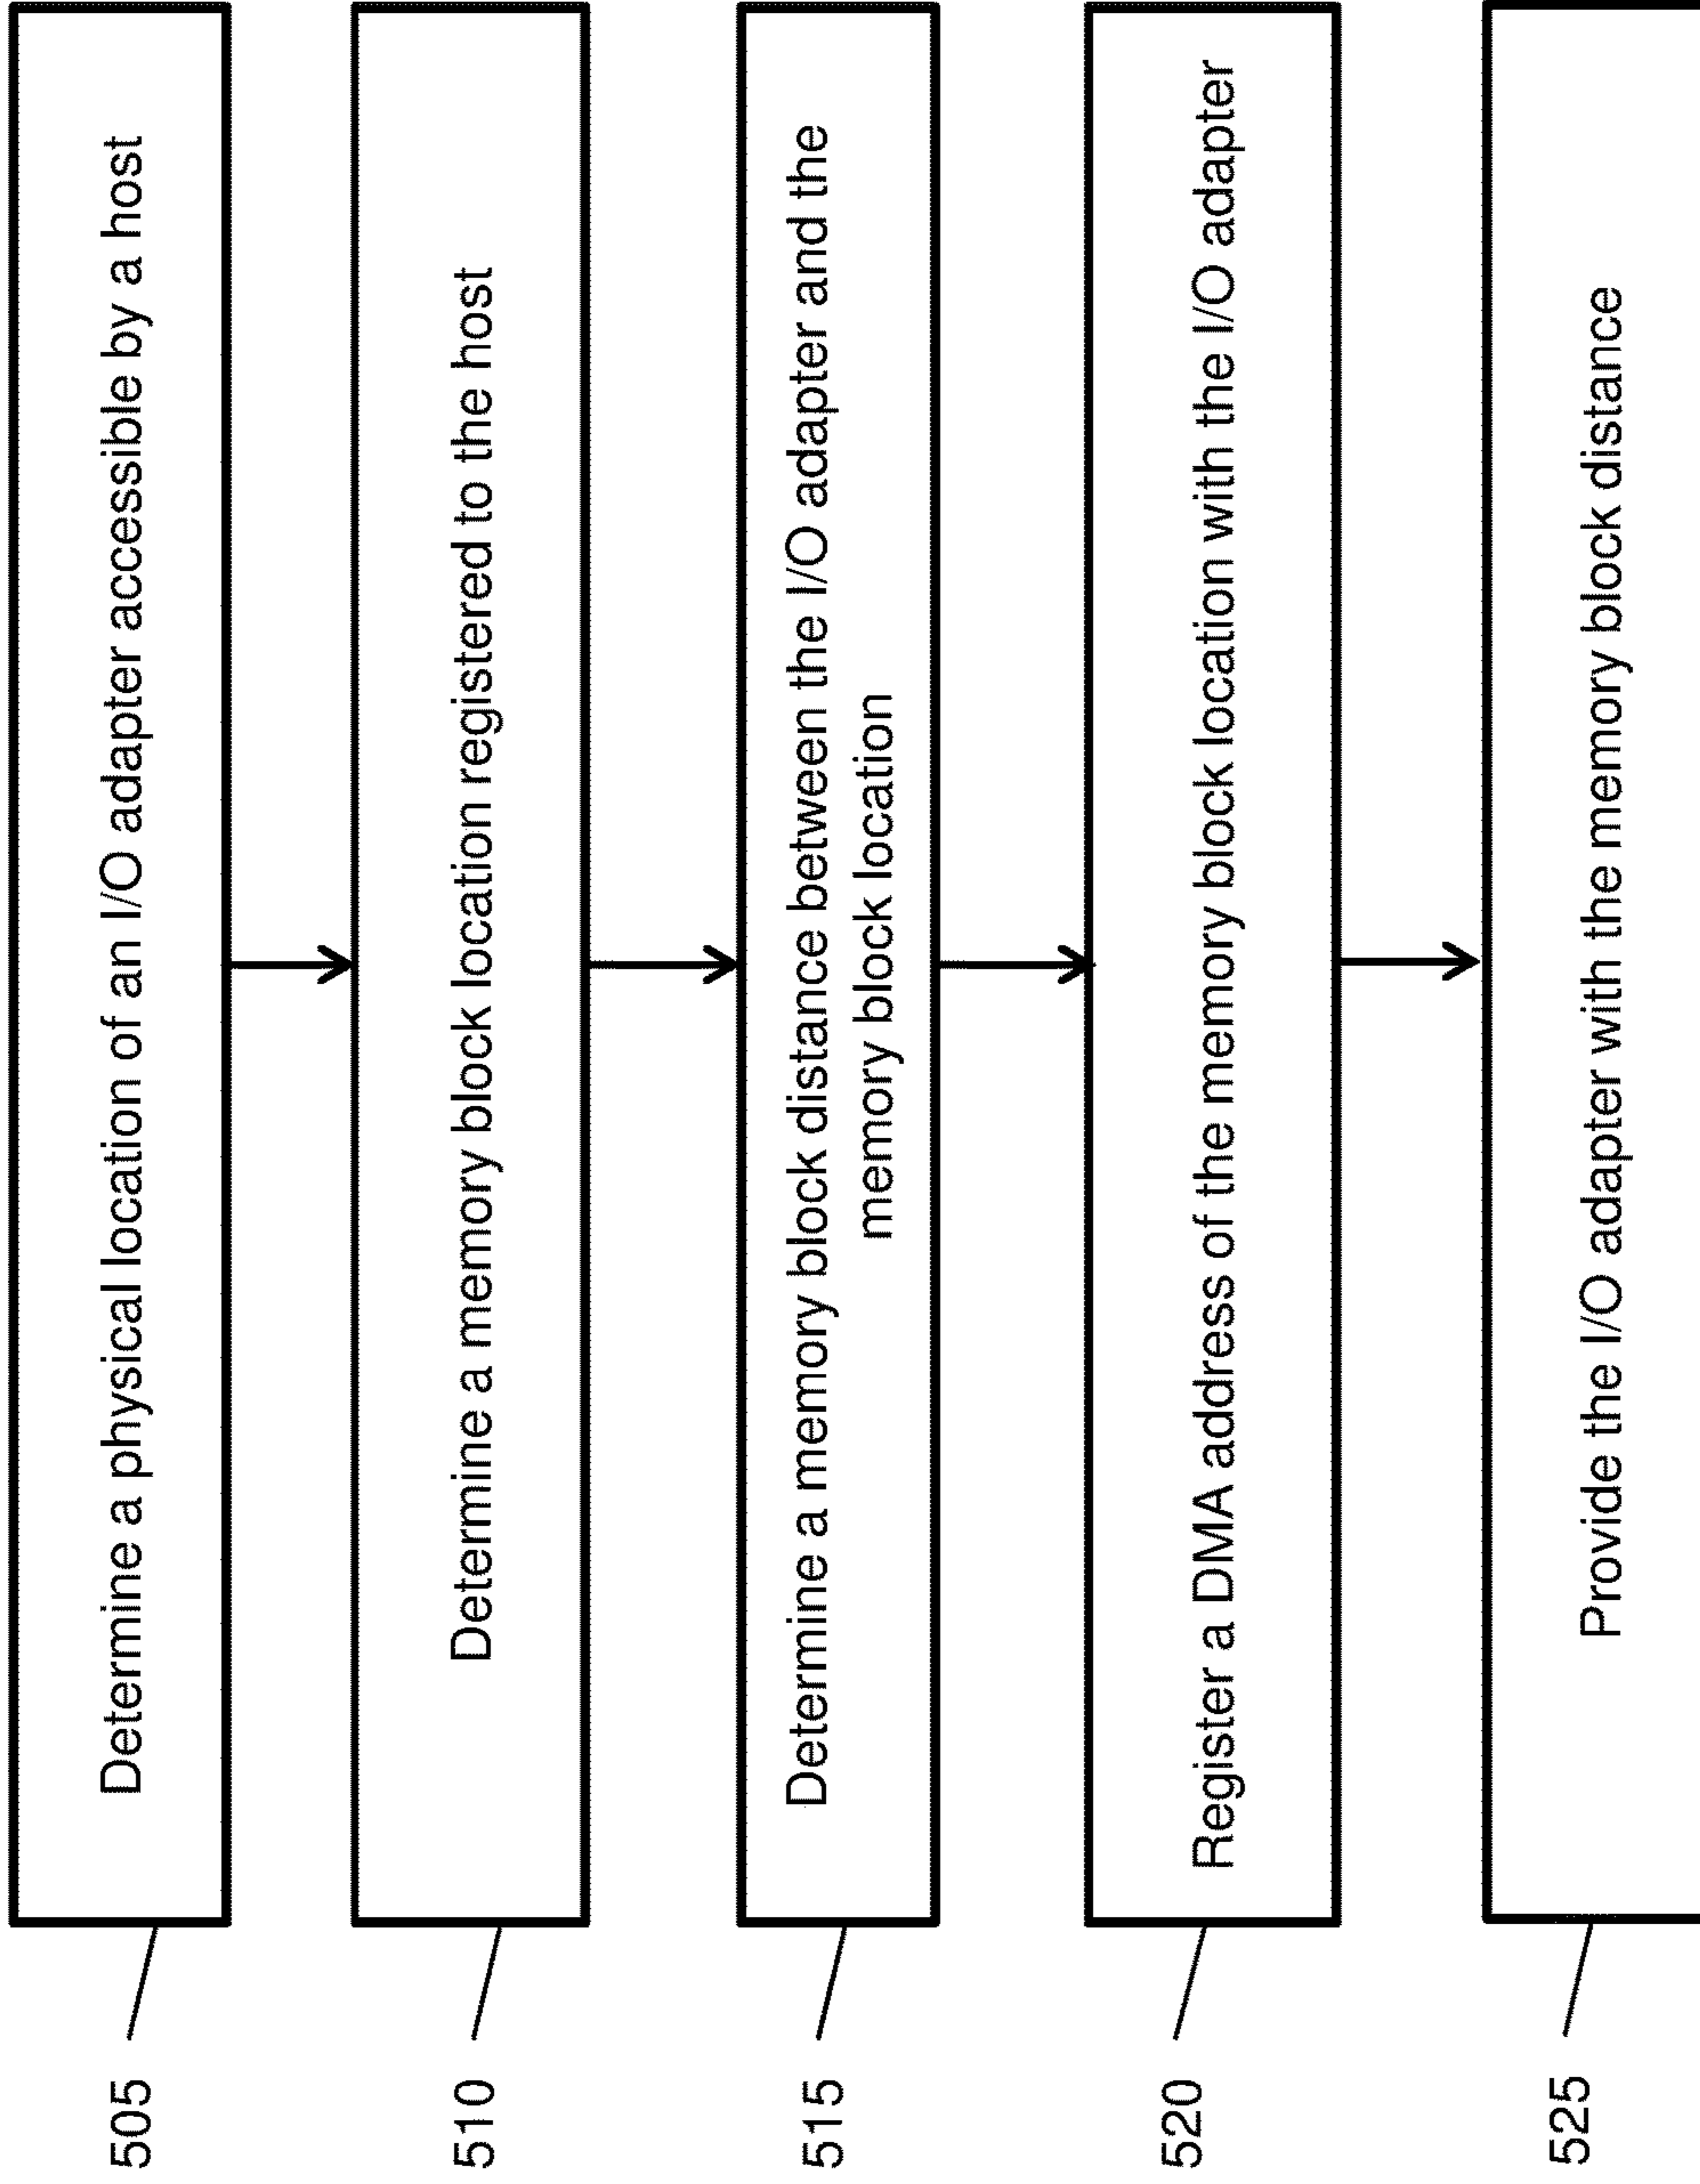 505
Determine a physical location of an I/O adapter accessible by a host
510
Determine a memory block location registered to the host
515
Determine a memory block distance between the I/O adapter and the
memory block location
520
Register a DMA address of the memory block location with the I/O adapter
525
Provide the I/O adapter with the memory block distance